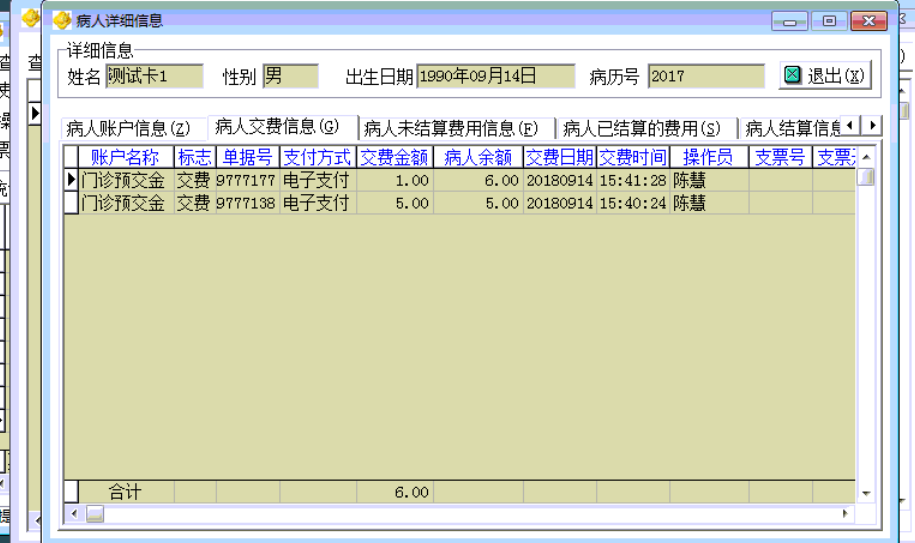 病人详细信息
详细信息
姓名 测试卡1 性别 男 出生日期 1990年09月14日 病历号 2017 退出(X)
病人账户信息(Z) 病人交费信息(G) 病人未结算费用信息(F) 病人已结算的费用(S) 病人结算信息
账户名称 标志 单据号 支付方式 交费金额 病人余额 交费日期 交费时间 操作员 支票号 支票
门诊预交金 交费 9777177 电子支付 1.00 6.00 20180914 15:41:28 陈慧
门诊预交金 交费 9777138 电子支付 5.00 5.00 20180914 15:40:24 陈慧
合计 6.00